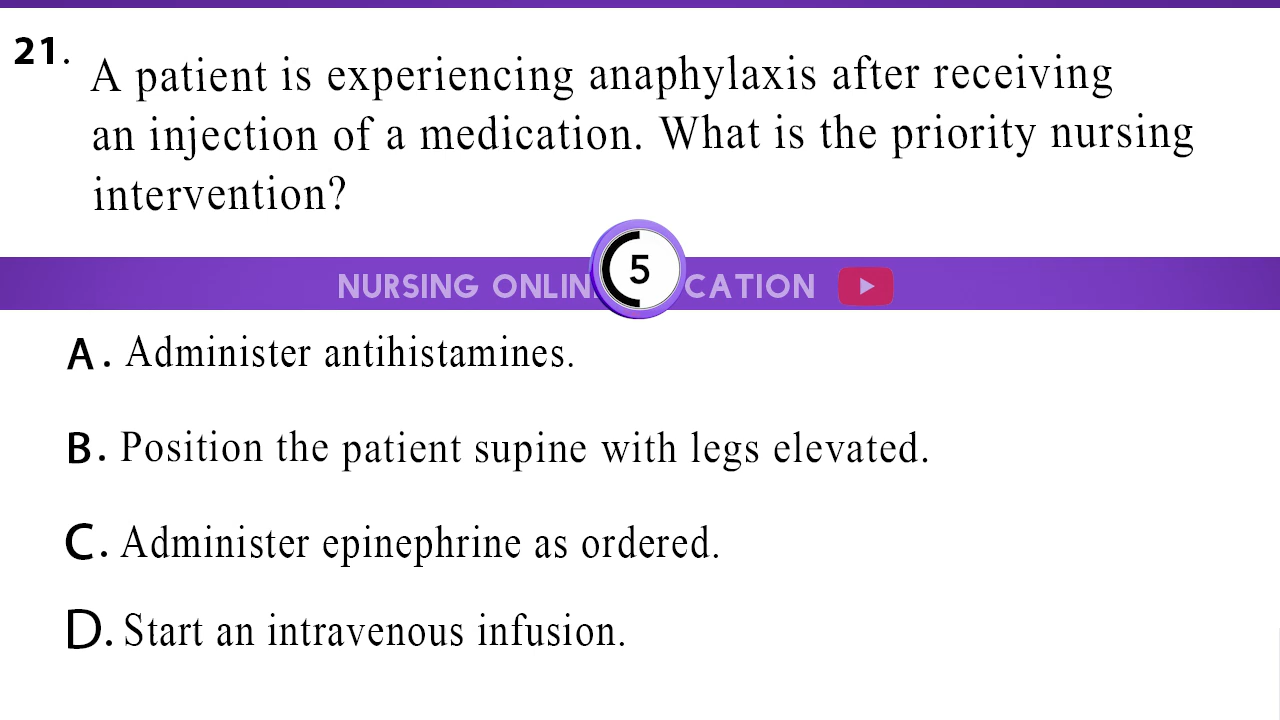 21. A patient is experiencing anaphylaxis after receiving
an injection of a medication. What is the priority nursing
intervention?
5
NURSING CATION
A. Administer antihistamines.
B. Position the patient supine with legs elevated.
C. Administer epinephrine as ordered.
D. Start an intravenous infusion.